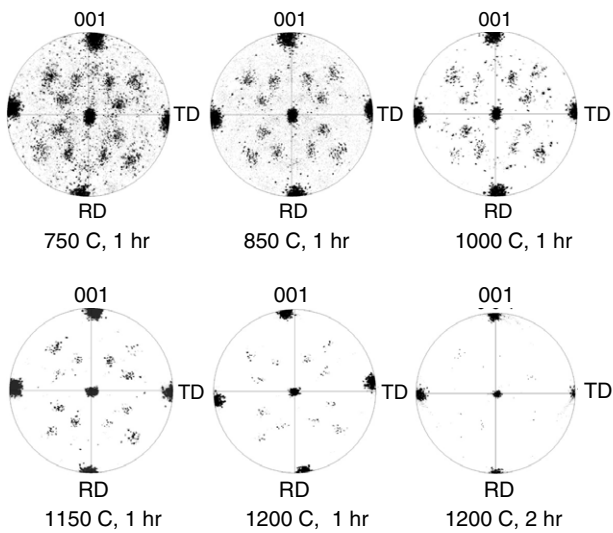 001 001 001
TD TD TD
RD RD RD
750 C, 1 hr 850 C, 1 hr 1000 C, 1 hr
001 001 001
TD TD TD
RD RD RD
1150 C, 1 hr 1200 C, 1 hr 1200 C, 2 hr